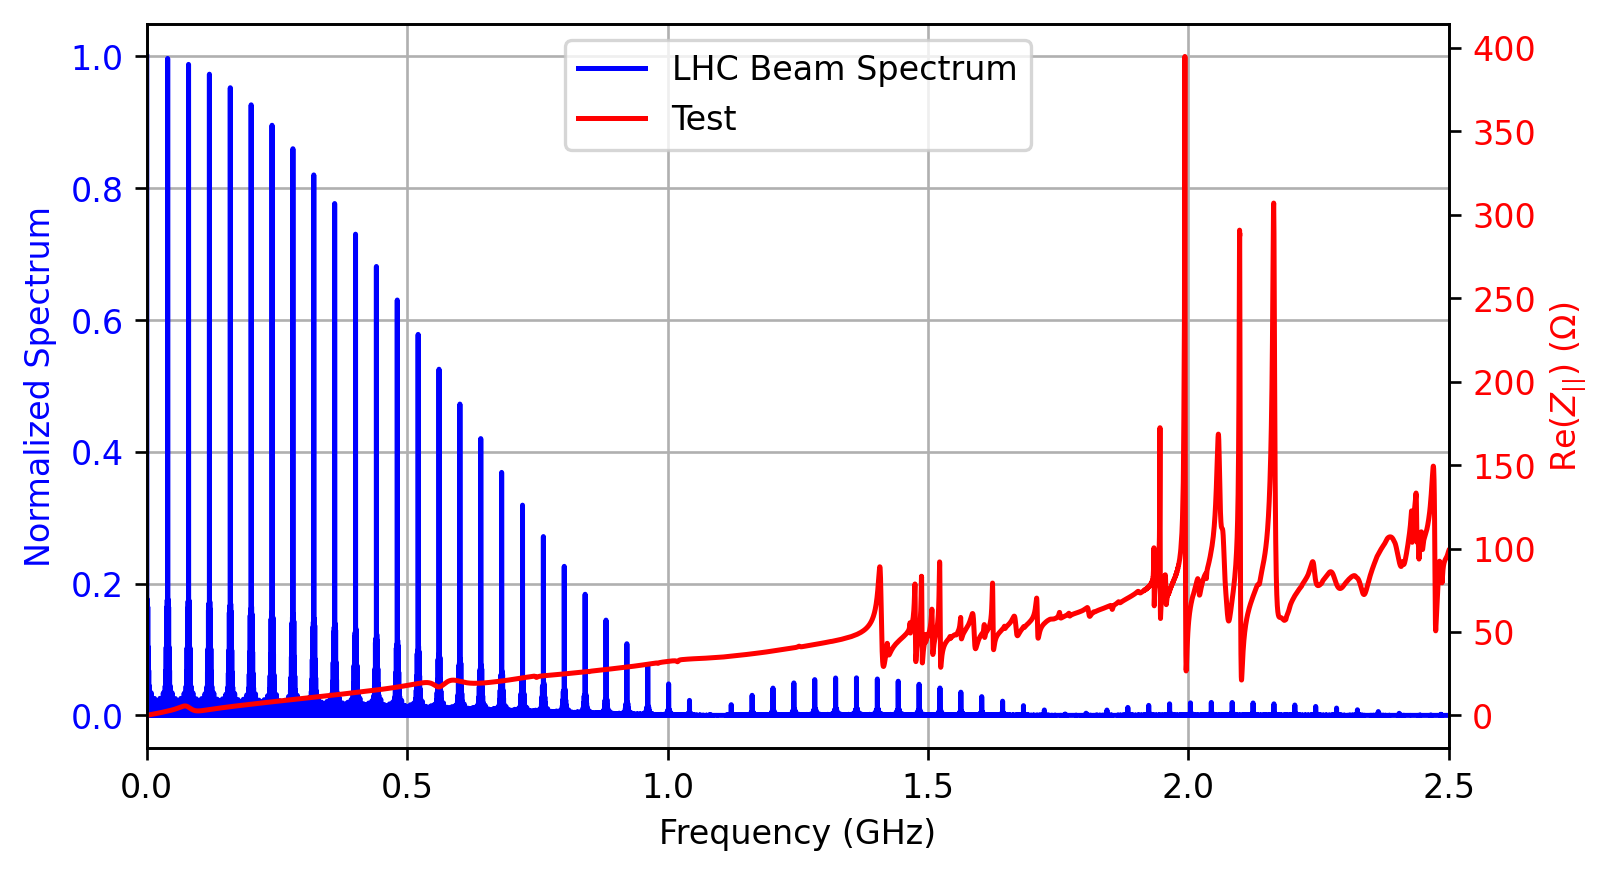 LHC Beam Spectrum
Test
Normalized Spectrum
1.0
0.8
0.6
0.4
0.2
0.0
400
350
300
250
200
150
100
50
0
Re(Z||) (Ω)
0.0 0.5 1.0 1.5 2.0 2.5
Frequency (GHz)